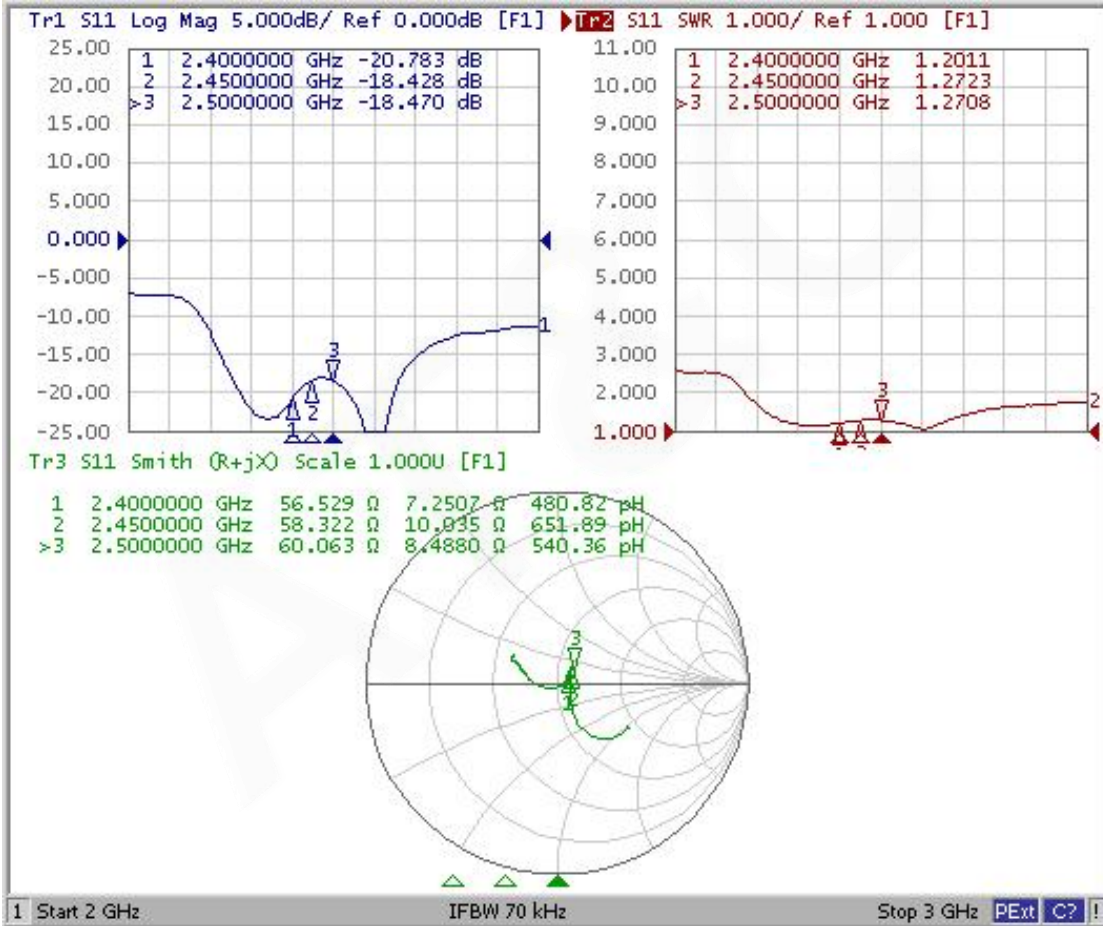 Tr1 S11 Log Mag 5.000dB/ Ref 0.000dB [F1]
25.00
20.00
15.00
10.00
5.000
0.000
-5.000
-10.00
-15.00
-20.00
-25.00
1 2.4000000 GHz -20.783 dB
2 2.4500000 GHz -18.428 dB
>3 2.5000000 GHz -18.470 dB
3
1
2
1
Tr2 S11 SWR 1.000/ Ref 1.000 [F1]
11.00
10.00
9.000
8.000
7.000
6.000
5.000
4.000
3.000
2.000
1.000
1 2.4000000 GHz 1.2011
2 2.4500000 GHz 1.2723
>3 2.5000000 GHz 1.2708
3
2
Tr3 S11 Smith (R+jX) Scale 1.000U [F1]
1 2.4000000 GHz 56.529 Ω 7.2507 Ω 480.82 pH
2 2.4500000 GHz 58.322 Ω 10.035 Ω 651.89 pH
>3 2.5000000 GHz 60.063 Ω 8.4880 Ω 540.36 pH
3
1
1 Start 2 GHz IFBW 70 kHz Stop 3 GHz PExt C? !